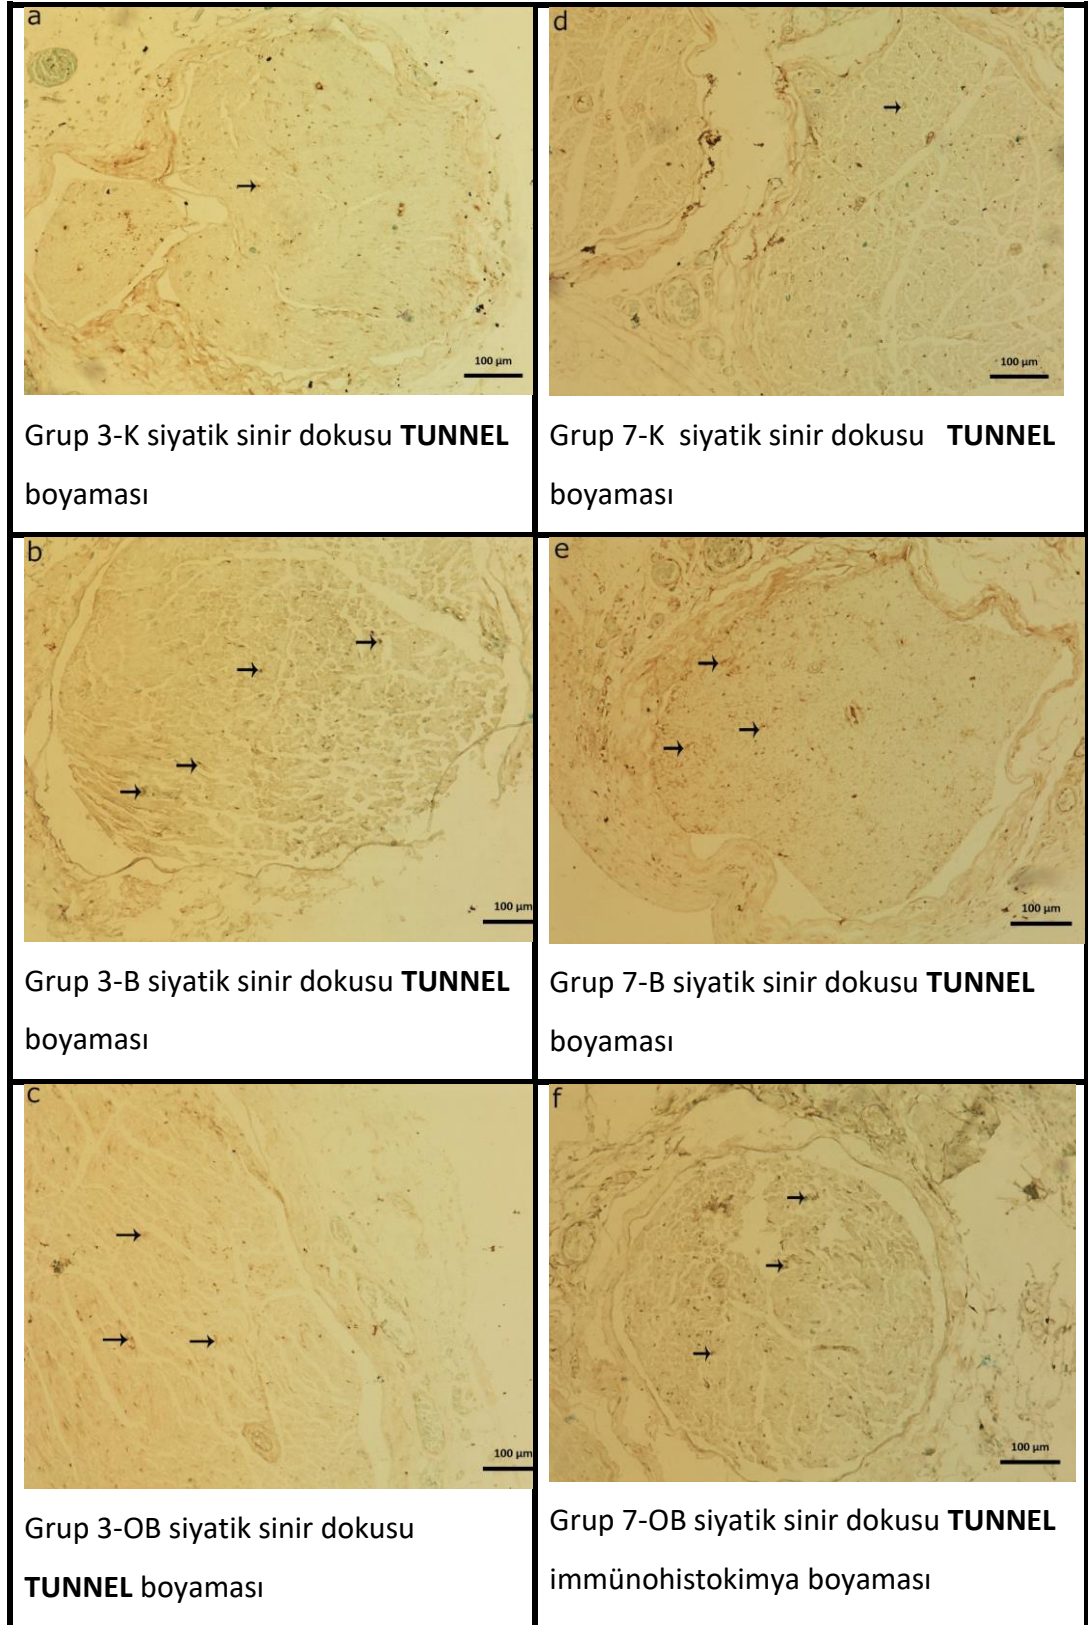 a
100 µm
Grup 3-K siyatik sinir dokusu TUNNEL
boyaması
d
100 µm
Grup 7-K siyatik sinir dokusu TUNNEL
boyaması
b
100 µm
Grup 3-B siyatik sinir dokusu TUNNEL
boyaması
e
100 µm
Grup 7-B siyatik sinir dokusu TUNNEL
boyaması
c
100 µm
Grup 3-OB siyatik sinir dokusu
TUNNEL boyaması
f
100 µm
Grup 7-OB siyatik sinir dokusu TUNNEL
immünohistokimya boyaması